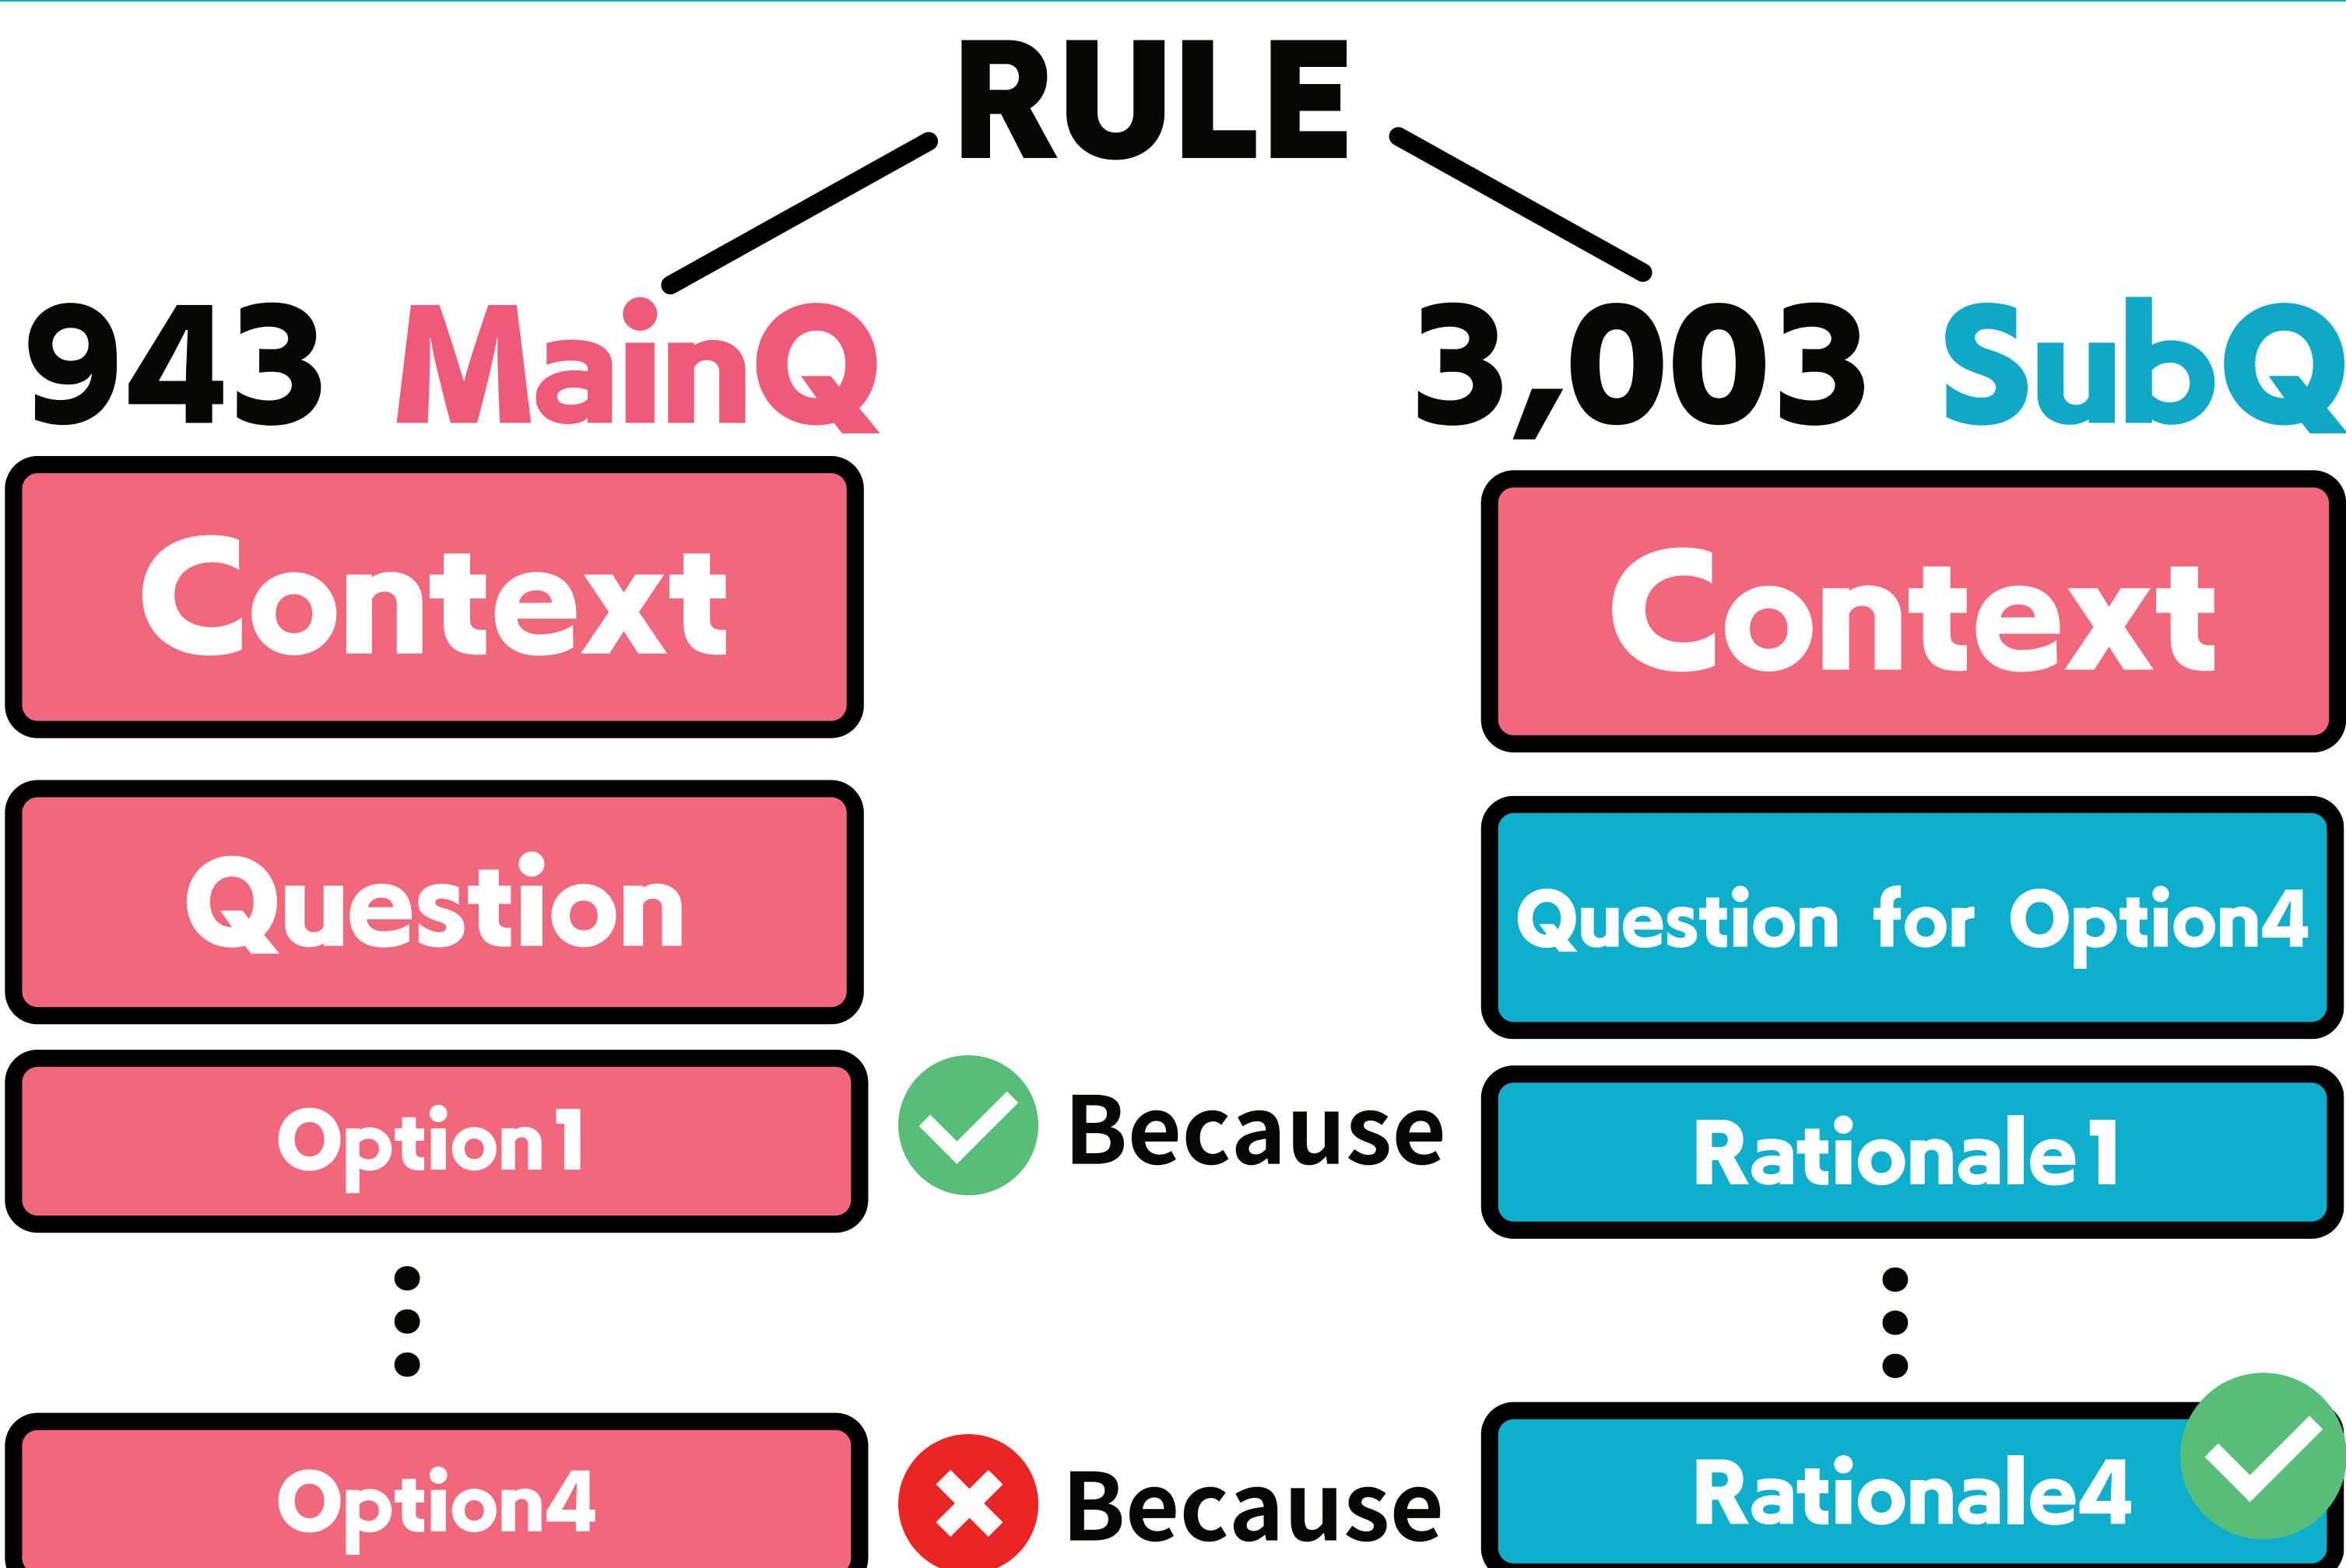 RULE
943 MainQ
3,003 SubQ
Context
Context
Question
Question for Option4
Option1
Because
Rationale1
Option4
Because
Rationale4